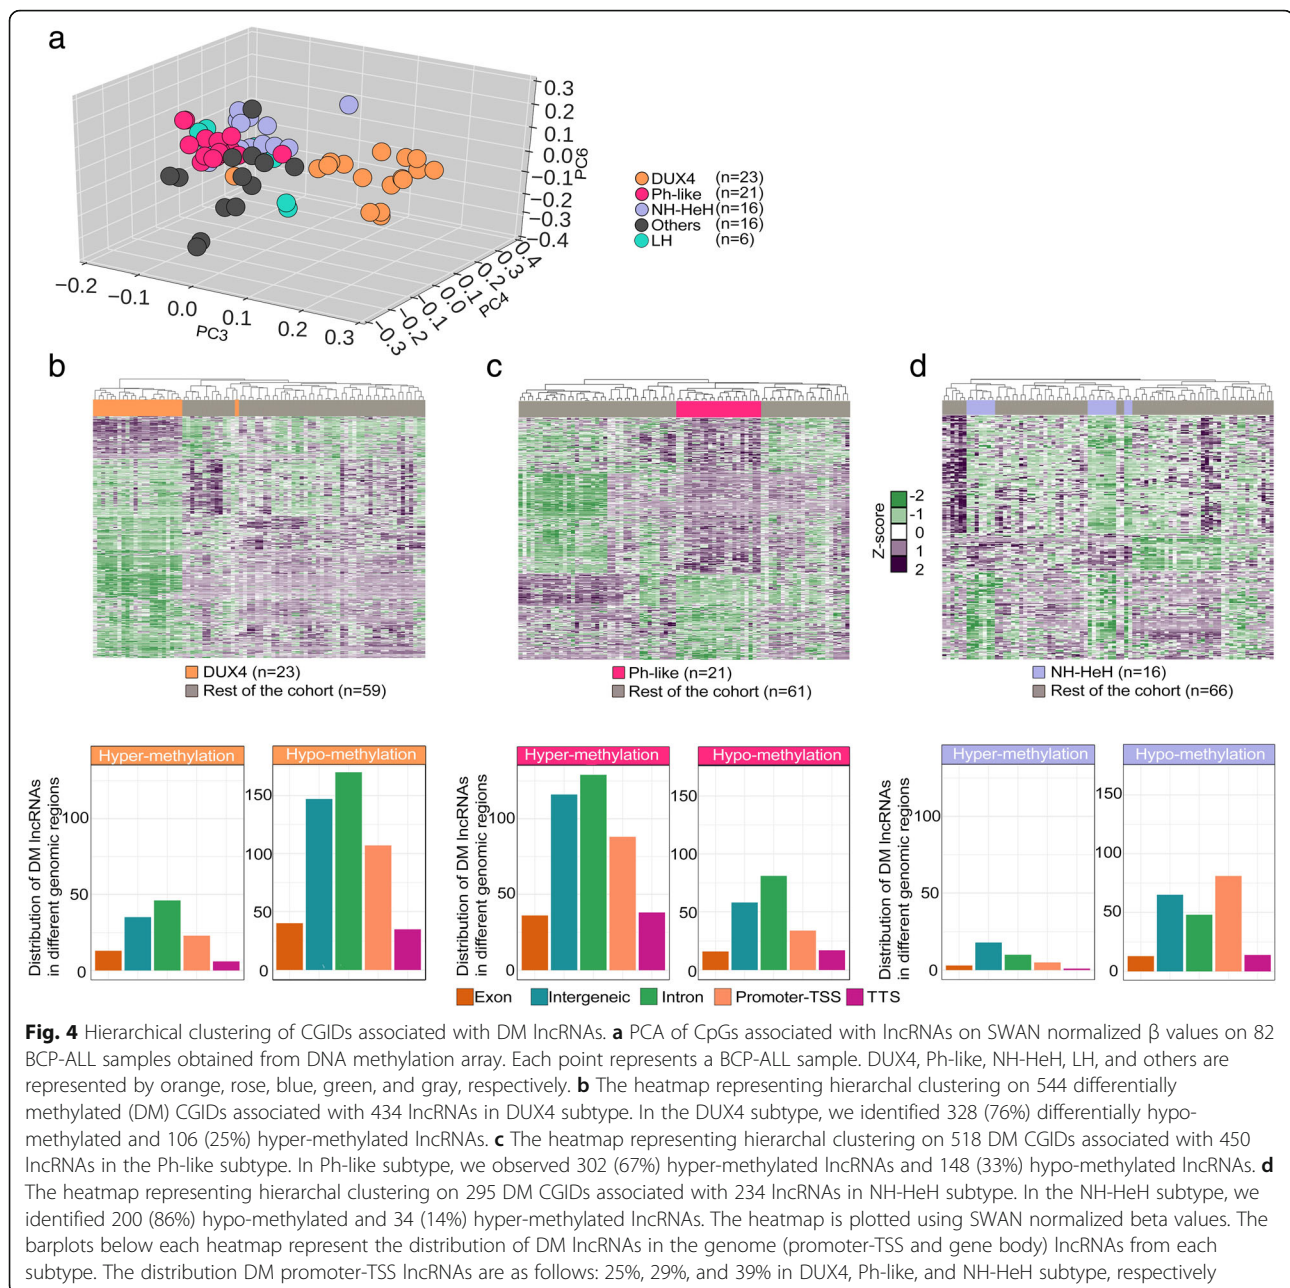 a
0.3
0.2
0.1
0.0
−0.1
−0.2
−0.3
−0.4
PC6
−0.2
−0.1
0.0
0.1
0.2
0.3
PC3
−0.3
−0.2
−0.1
0.0
0.1
0.2
0.3
0.4
PC4
DUX4 (n=23)
Ph-like (n=21)
NH-HeH (n=16)
Others (n=16)
LH (n=6)
b
DUX4 (n=23)
Rest of the cohort (n=59)
c
Ph-like (n=21)
Rest of the cohort (n=61)
d
Z-score
-2
-1
0
1
2
NH-HeH (n=16)
Rest of the cohort (n=66)
Distribution of DM lncRNAs
in different genomic regions
Hyper-methylation
100
50
0
Hypo-methylation
150
100
50
0
Distribution of DM lncRNAs
in different genomic regions
Hyper-methylation
100
50
0
Hypo-methylation
150
100
50
0
Distribution of DM lncRNAs
in different genomic regions
Hyper-methylation
100
50
0
Hypo-methylation
150
100
50
0
Exon Intergeneic Intron Promoter-TSS TTS
Fig. 4 Hierarchical clustering of CGIDs associated with DM lncRNAs. a PCA of CpGs associated with lncRNAs on SWAN normalized β values on 82
BCP-ALL samples obtained from DNA methylation array. Each point represents a BCP-ALL sample. DUX4, Ph-like, NH-HeH, LH, and others are
represented by orange, rose, blue, green, and gray, respectively. b The heatmap representing hierarchal clustering on 544 differentially
methylated (DM) CGIDs associated with 434 lncRNAs in DUX4 subtype. In the DUX4 subtype, we identified 328 (76%) differentially hypo-
methylated and 106 (25%) hyper-methylated lncRNAs. c The heatmap representing hierarchal clustering on 518 DM CGIDs associated with 450
lncRNAs in the Ph-like subtype. In Ph-like subtype, we observed 302 (67%) hyper-methylated lncRNAs and 148 (33%) hypo-methylated lncRNAs. d
The heatmap representing hierarchal clustering on 295 DM CGIDs associated with 234 lncRNAs in NH-HeH subtype. In the NH-HeH subtype, we
identified 200 (86%) hypo-methylated and 34 (14%) hyper-methylated lncRNAs. The heatmap is plotted using SWAN normalized beta values. The
barplots below each heatmap represent the distribution of DM lncRNAs in the genome (promoter-TSS and gene body) lncRNAs from each
subtype. The distribution DM promoter-TSS lncRNAs are as follows: 25%, 29%, and 39% in DUX4, Ph-like, and NH-HeH subtype, respectively